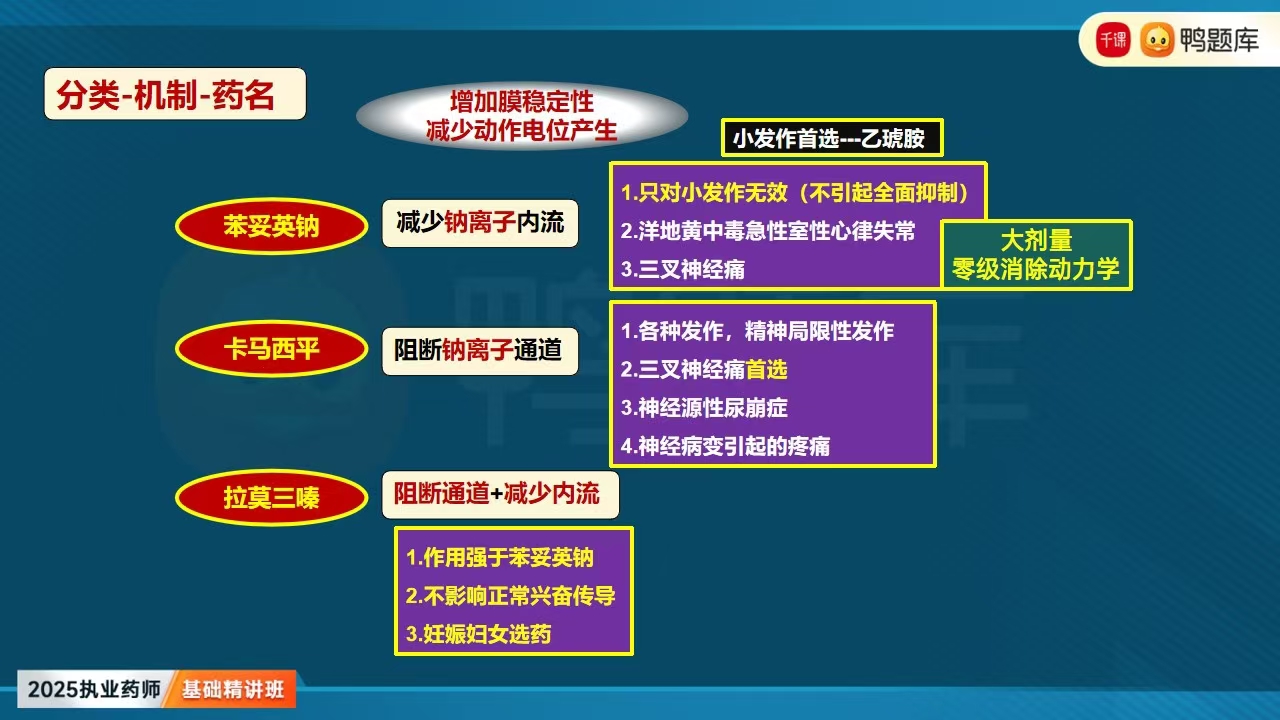 千课 鸭题库
分类-机制-药名
增加膜稳定性
减少动作电位产生
小发作首选---乙琥胺
苯妥英钠
减少钠离子内流
1.只对小发作无效（不引起全面抑制）
2.洋地黄中毒急性室性心律失常
3.三叉神经痛
大剂量
零级消除动力学
卡马西平
阻断钠离子通道
1.各种发作，精神局限性发作
2.三叉神经痛首选
3.神经源性尿崩症
4.神经病变引起的疼痛
拉莫三嗪
阻断通道+减少内流
1.作用强于苯妥英钠
2.不影响正常兴奋传导
3.妊娠妇女选药
2025执业药师 基础精讲班